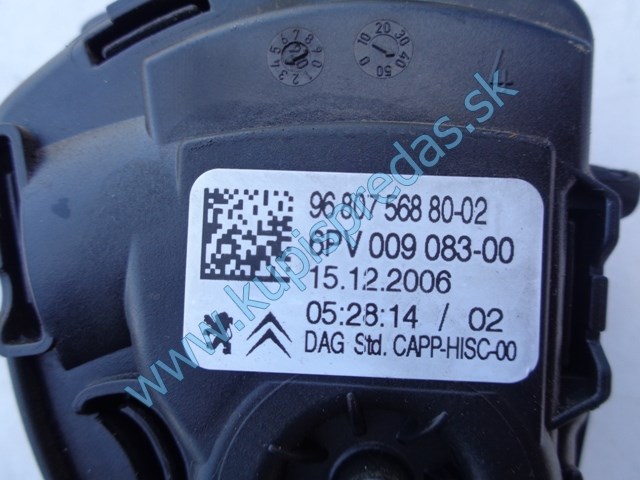 96 807 568 80-02
6PV 009 083-00
15.12.2006
05:28:14 / 02
DAG Std. CAPP-HISC-00
www.kupispredas.sk